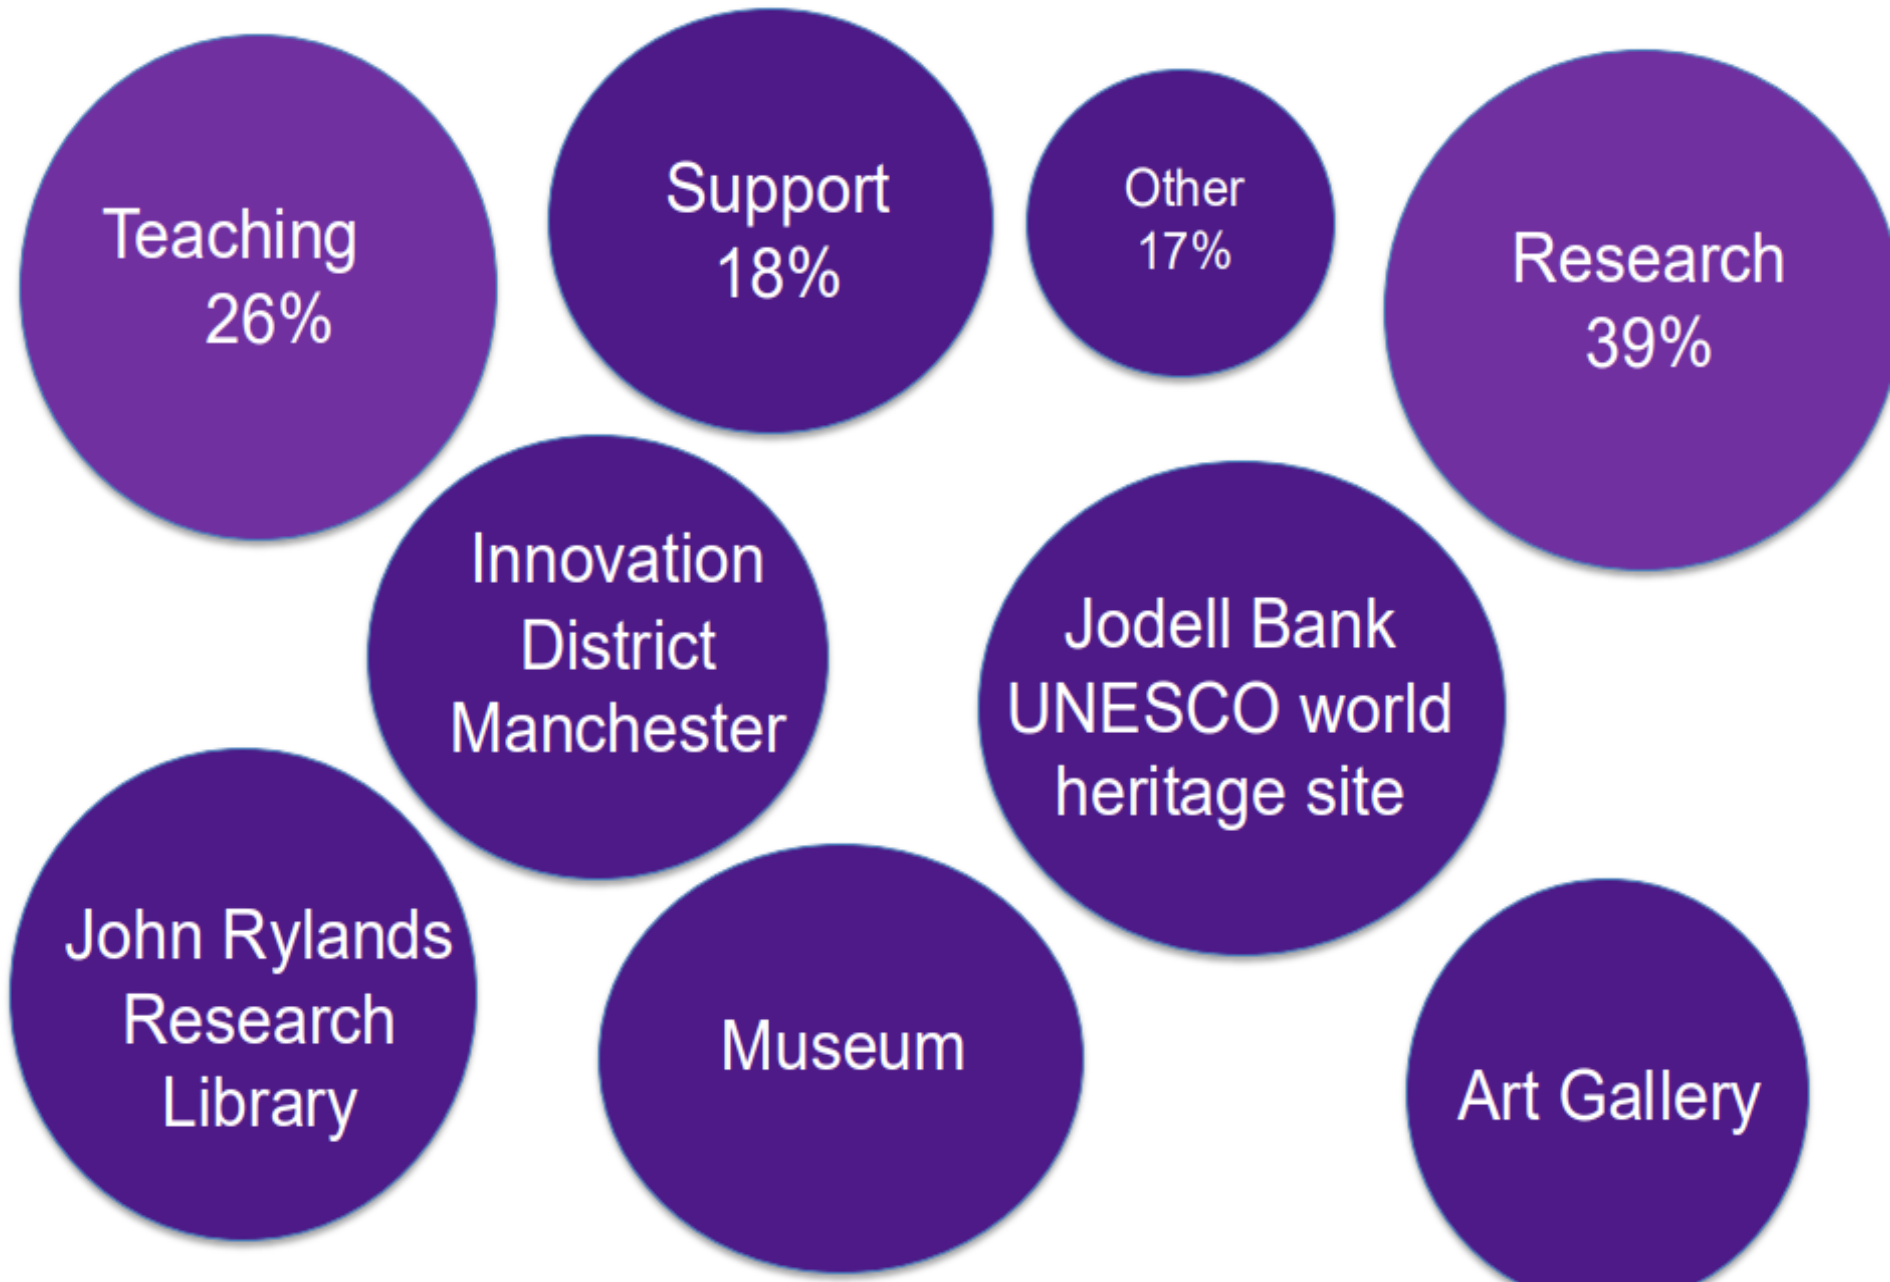 Teaching
26%
Support
18%
Other
17%
Research
39%
Innovation
District
Manchester
Jodell Bank
UNESCO world
heritage site
John Rylands
Research
Library
Museum
Art Gallery